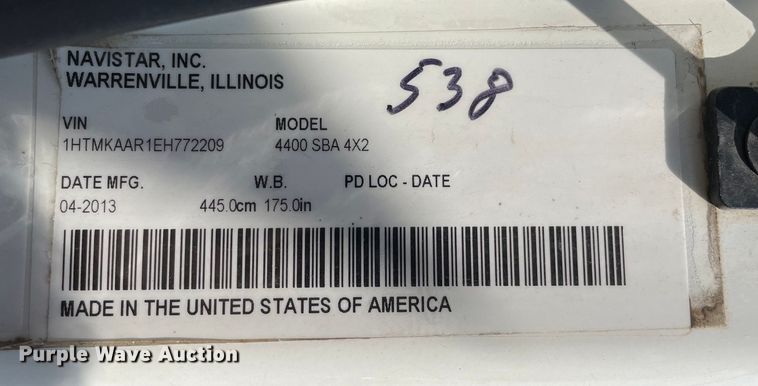 NAVISTAR, INC.
WARRENVILLE, ILLINOIS
538
VIN MODEL
1HTMKAAR1EH772209 4400 SBA 4X2
DATE MFG. W.B. PD LOC - DATE
04-2013 445.0cm 175.0in
MADE IN THE UNITED STATES OF AMERICA
Purple Wave Auction